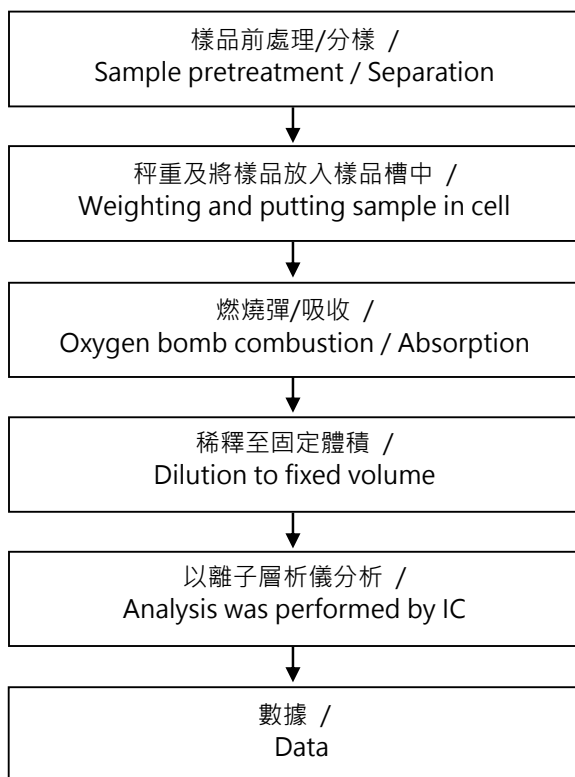 樣品前處理/分樣 /
Sample pretreatment / Separation
秤重及將樣品放入樣品槽中 /
Weighting and putting sample in cell
燃燒彈/吸收 /
Oxygen bomb combustion / Absorption
稀釋至固定體積 /
Dilution to fixed volume
以離子層析儀分析 /
Analysis was performed by IC
數據 /
Data